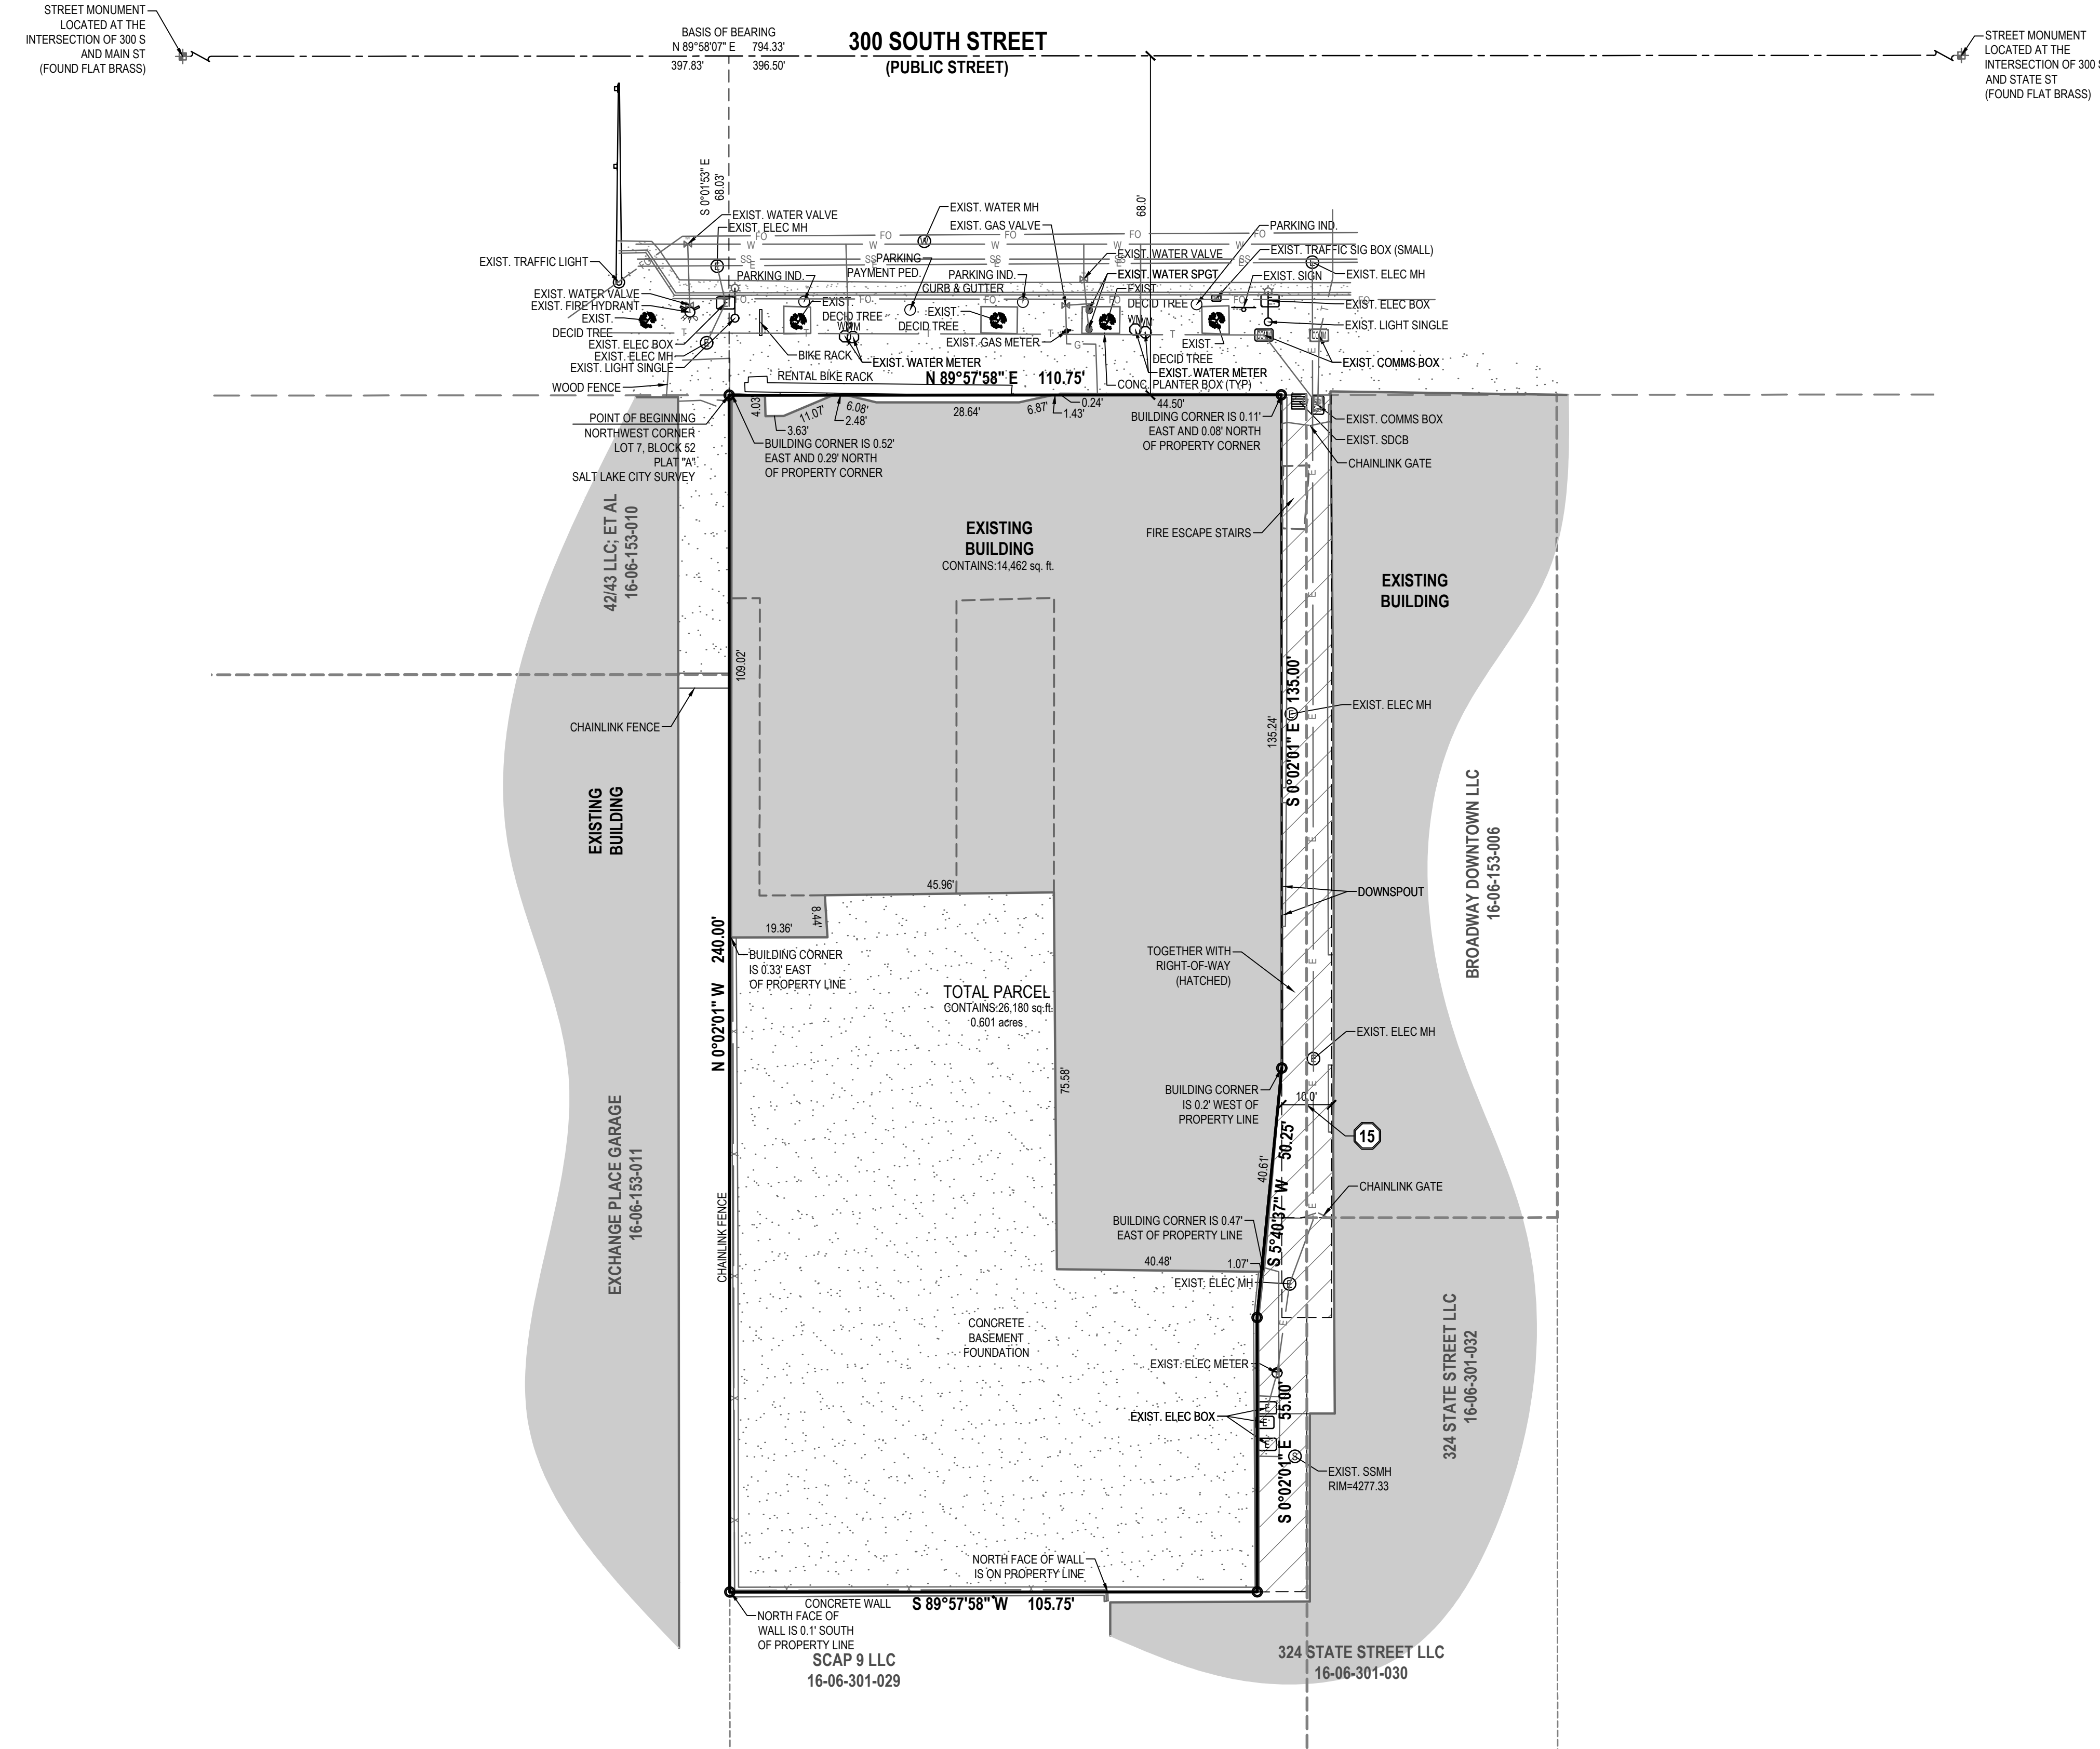 STREET MONUMENT
LOCATED AT THE
INTERSECTION OF 300 S
AND MAIN ST
(FOUND FLAT BRASS)
BASIS OF BEARING
N 89°58'07" E 794.33'
397.83' 396.50'
300 SOUTH STREET
(PUBLIC STREET)
STREET MONUMENT
LOCATED AT THE
INTERSECTION OF 300 S
AND STATE ST
(FOUND FLAT BRASS)
S 0°01'53" E
68.03'
68.0'
EXIST. WATER VALVE
EXIST. ELEC MH
EXIST. WATER MH
EXIST. GAS VALVE
PARKING IND.
EXIST. TRAFFIC SIG BOX (SMALL)
EXIST. TRAFFIC LIGHT
PARKING IND.
PARKING
PAYMENT PED.
PARKING IND.
CURB & GUTTER
EXIST. WATER VALVE
EXIST. WATER SPGT
EXIST. SIGN
EXIST. ELEC MH
EXIST. WATER VALVE
EXIST. FIRE HYDRANT
EXIST.
DECID TREE
EXIST. ELEC BOX
EXIST. ELEC MH
EXIST. LIGHT SINGLE
EXIST.
DECID TREE
EXIST.
DECID TREE
EXIST
DECID TREE
EXIST.
DECID TREE
EXIST. ELEC BOX
EXIST. LIGHT SINGLE
EXIST. COMMS BOX
BIKE RACK
EXIST. WATER METER
EXIST. GAS METER
EXIST. WATER METER
WOOD FENCE
RENTAL BIKE RACK
N 89°57'58" E 110.75'
CONC. PLANTER BOX (TYP)
4.03'
3.63'
11.07'
6.08'
2.48'
28.64'
6.87'
1.43'
0.24'
44.50'
POINT OF BEGINNING
NORTHWEST CORNER
LOT 7, BLOCK 52
PLAT "A"
SALT LAKE CITY SURVEY
BUILDING CORNER IS 0.52'
EAST AND 0.29' NORTH
OF PROPERTY CORNER
BUILDING CORNER IS 0.11'
EAST AND 0.08' NORTH
OF PROPERTY CORNER
EXIST. COMMS BOX
EXIST. SDCB
CHAINLINK GATE
42/43 LLC; ET AL
16-06-153-010
EXISTING
BUILDING
CONTAINS:14,462 sq. ft.
FIRE ESCAPE STAIRS
EXISTING
BUILDING
109.02'
135.24'
S 0°02'01" E 135.00'
EXIST. ELEC MH
CHAINLINK FENCE
EXISTING
BUILDING
BROADWAY DOWNTOWN LLC
16-06-153-006
45.96'
8.44'
19.36'
DOWNSPOUT
BUILDING CORNER
IS 0.33' EAST
OF PROPERTY LINE
N 0°02'01" W 240.00'
TOTAL PARCEL
CONTAINS:26,180 sq.ft.
0.601 acres
TOGETHER WITH
RIGHT-OF-WAY
(HATCHED)
EXIST. ELEC MH
75.58'
BUILDING CORNER
IS 0.2' WEST OF
PROPERTY LINE
10.0'
15
40.61'
S 5°40'37" W 50.25'
EXCHANGE PLACE GARAGE
16-06-153-011
CHAINLINK FENCE
CHAINLINK GATE
BUILDING CORNER IS 0.47'
EAST OF PROPERTY LINE
40.48'
1.07'
EXIST. ELEC MH
CONCRETE
BASEMENT
FOUNDATION
EXIST. ELEC METER
EXIST. ELEC BOX
S 0°02'01" E 55.00'
324 STATE STREET LLC
16-06-301-032
EXIST. SSMH
RIM=4277.33
NORTH FACE OF WALL
IS ON PROPERTY LINE
CONCRETE WALL
S 89°57'58" W 105.75'
NORTH FACE OF
WALL IS 0.1' SOUTH
OF PROPERTY LINE
SCAP 9 LLC
16-06-301-029
324 STATE STREET LLC
16-06-301-030